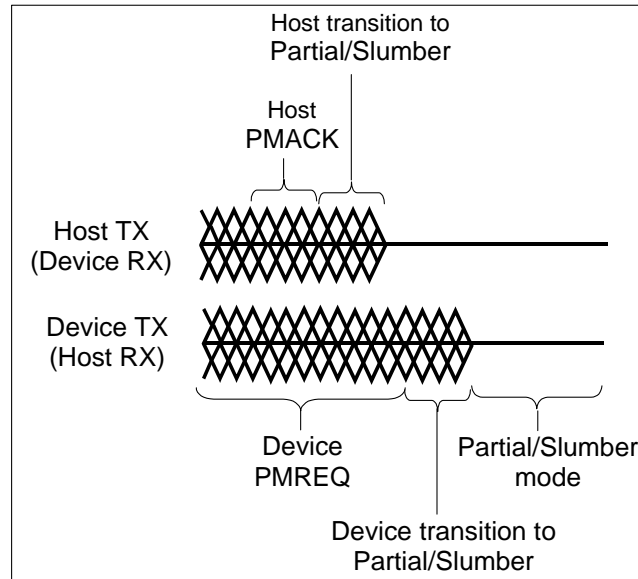 Host transition to
Partial/Slumber
Host
PMACK
Host TX
(Device RX)
Device TX
(Host RX)
Device
PMREQ
Partial/Slumber
mode
Device transition to
Partial/Slumber